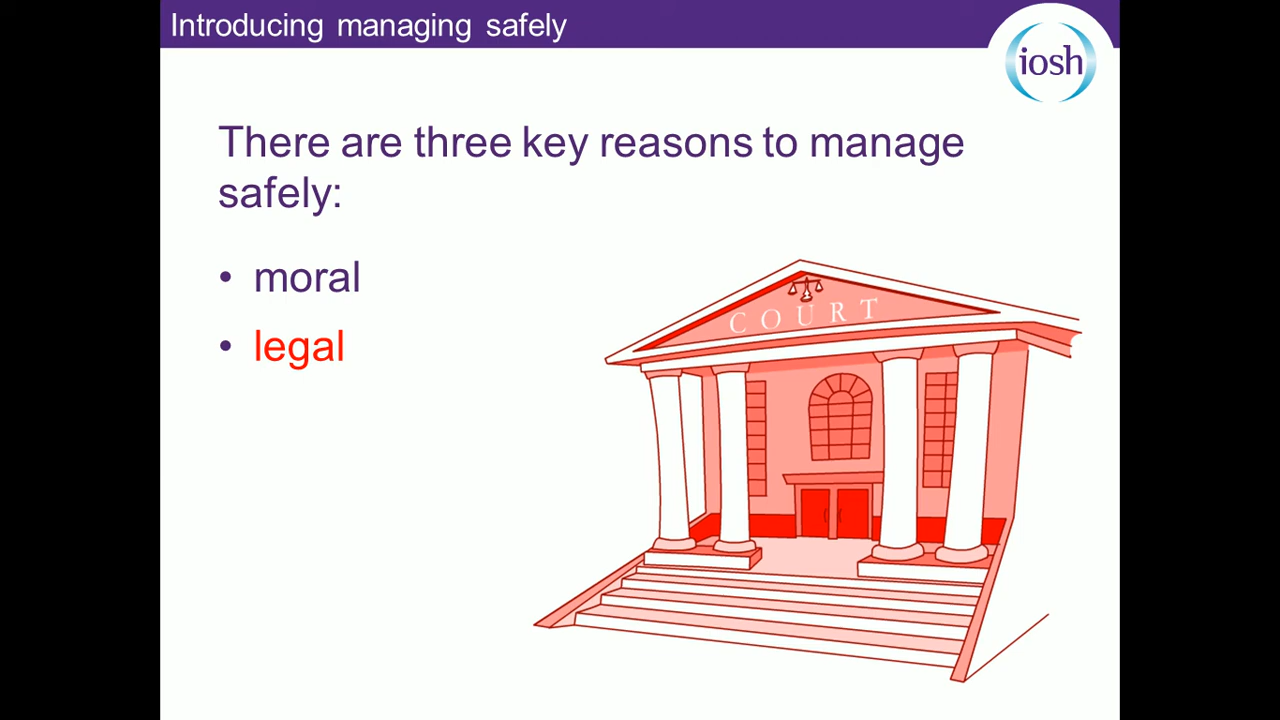 Introducing managing safely
iosh
There are three key reasons to manage
safely:
• moral
• legal
COURT